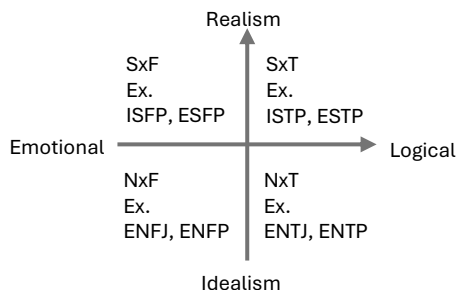 Realism
SxF
Ex.
ISFP, ESFP
SxT
Ex.
ISTP, ESTP
Emotional
Logical
NxF
Ex.
ENFJ, ENFP
NxT
Ex.
ENTJ, ENTP
Idealism